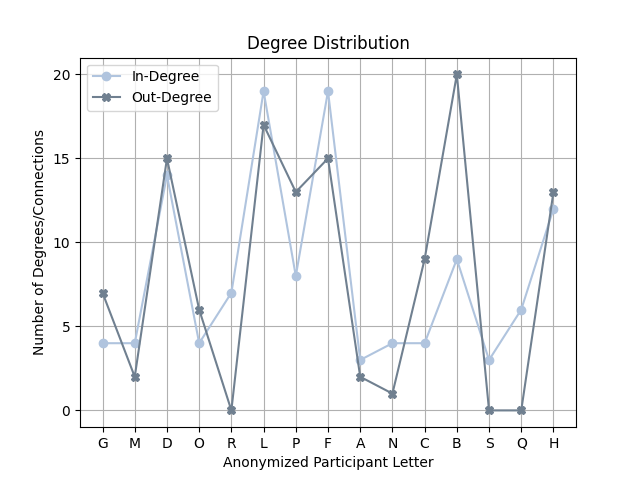 Degree Distribution
In-Degree
Out-Degree
20
15
10
5
0
Number of Degrees/Connections
G M D O R L P F A N C B S Q H
Anonymized Participant Letter